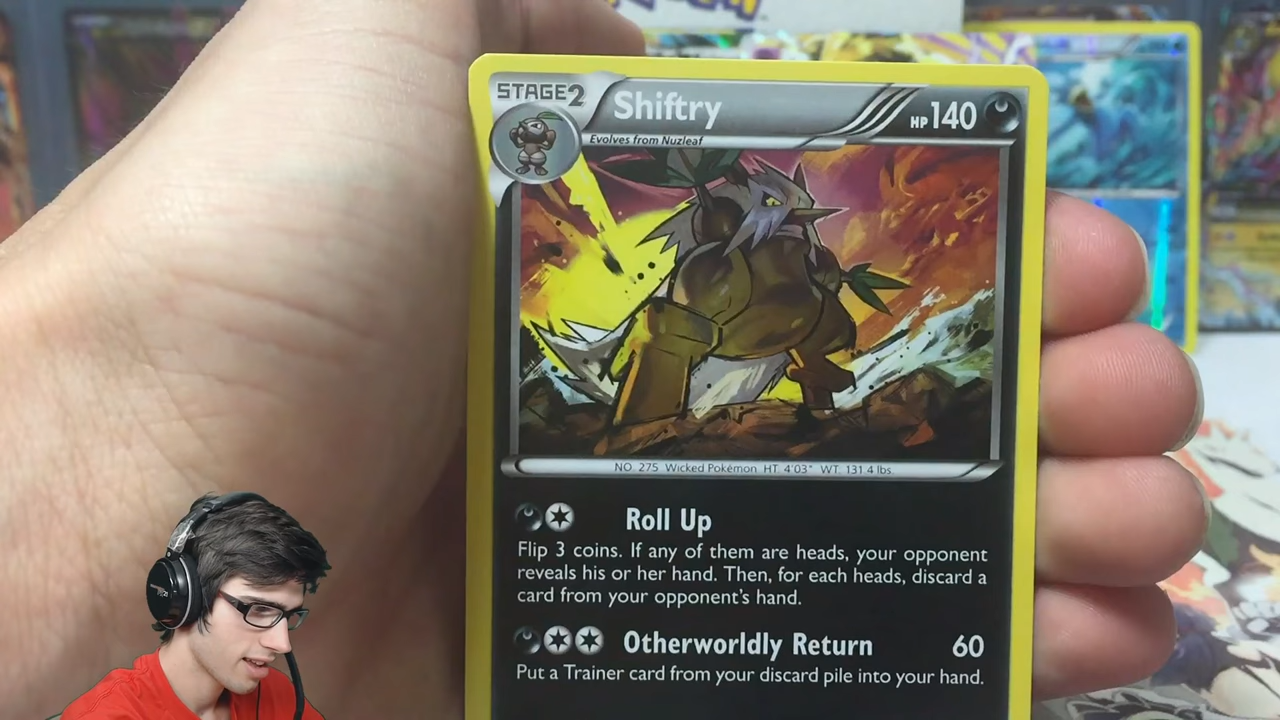 STAGE2
Shiftry
HP140
Evolves from Nuzleaf
NO. 275 Wicked Pokémon HT. 4'03" WT. 131.4 lbs.
Roll Up
Flip 3 coins. If any of them are heads, your opponent
reveals his or her hand. Then, for each heads, discard a
card from your opponent's hand.
Otherworldly Return 60
Put a Trainer card from your discard pile into your hand.